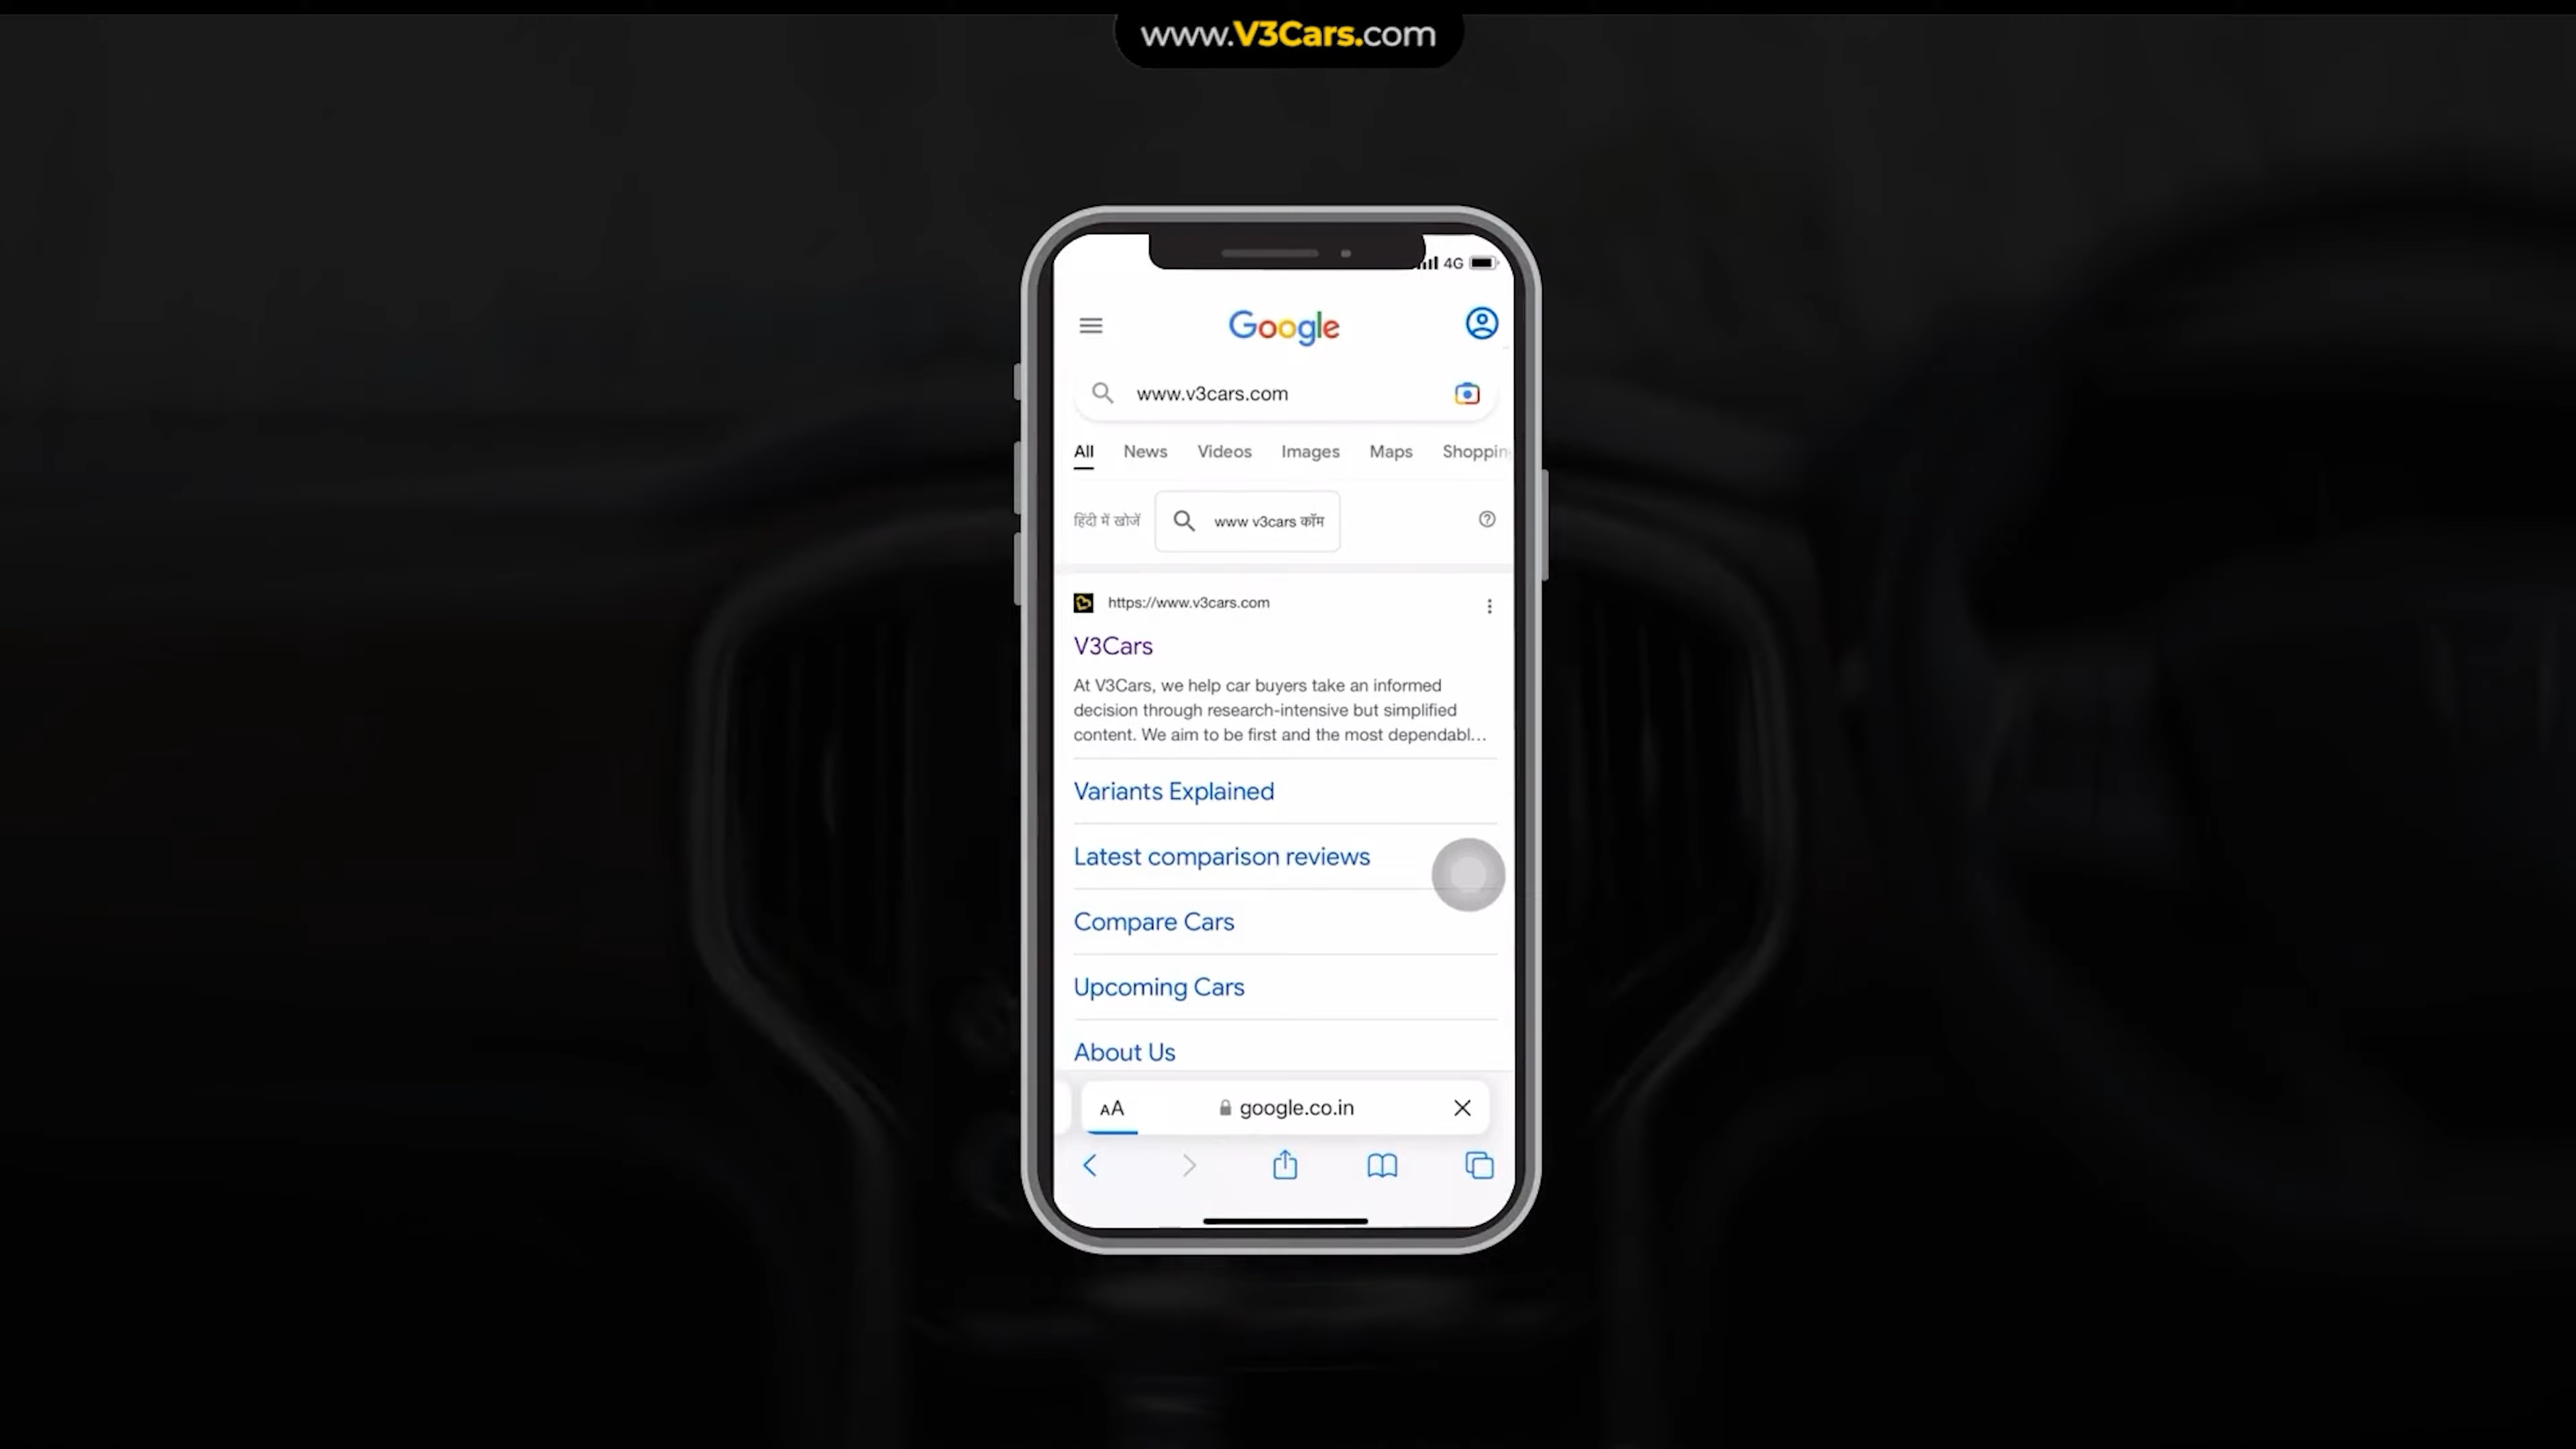 www.V3Cars.com
4G
Google
www.v3cars.com
All News Videos Images Maps
हिंदी में खोजें www v3cars कॉम
https://www.v3cars.com
V3Cars
At V3Cars, we help car buyers take an informed
decision through research-intensive but simplified
content. We aim to be first and the most dependabl...
Variants Explained
Latest comparison reviews
Compare Cars
Upcoming Cars
About Us
AA google.co.in